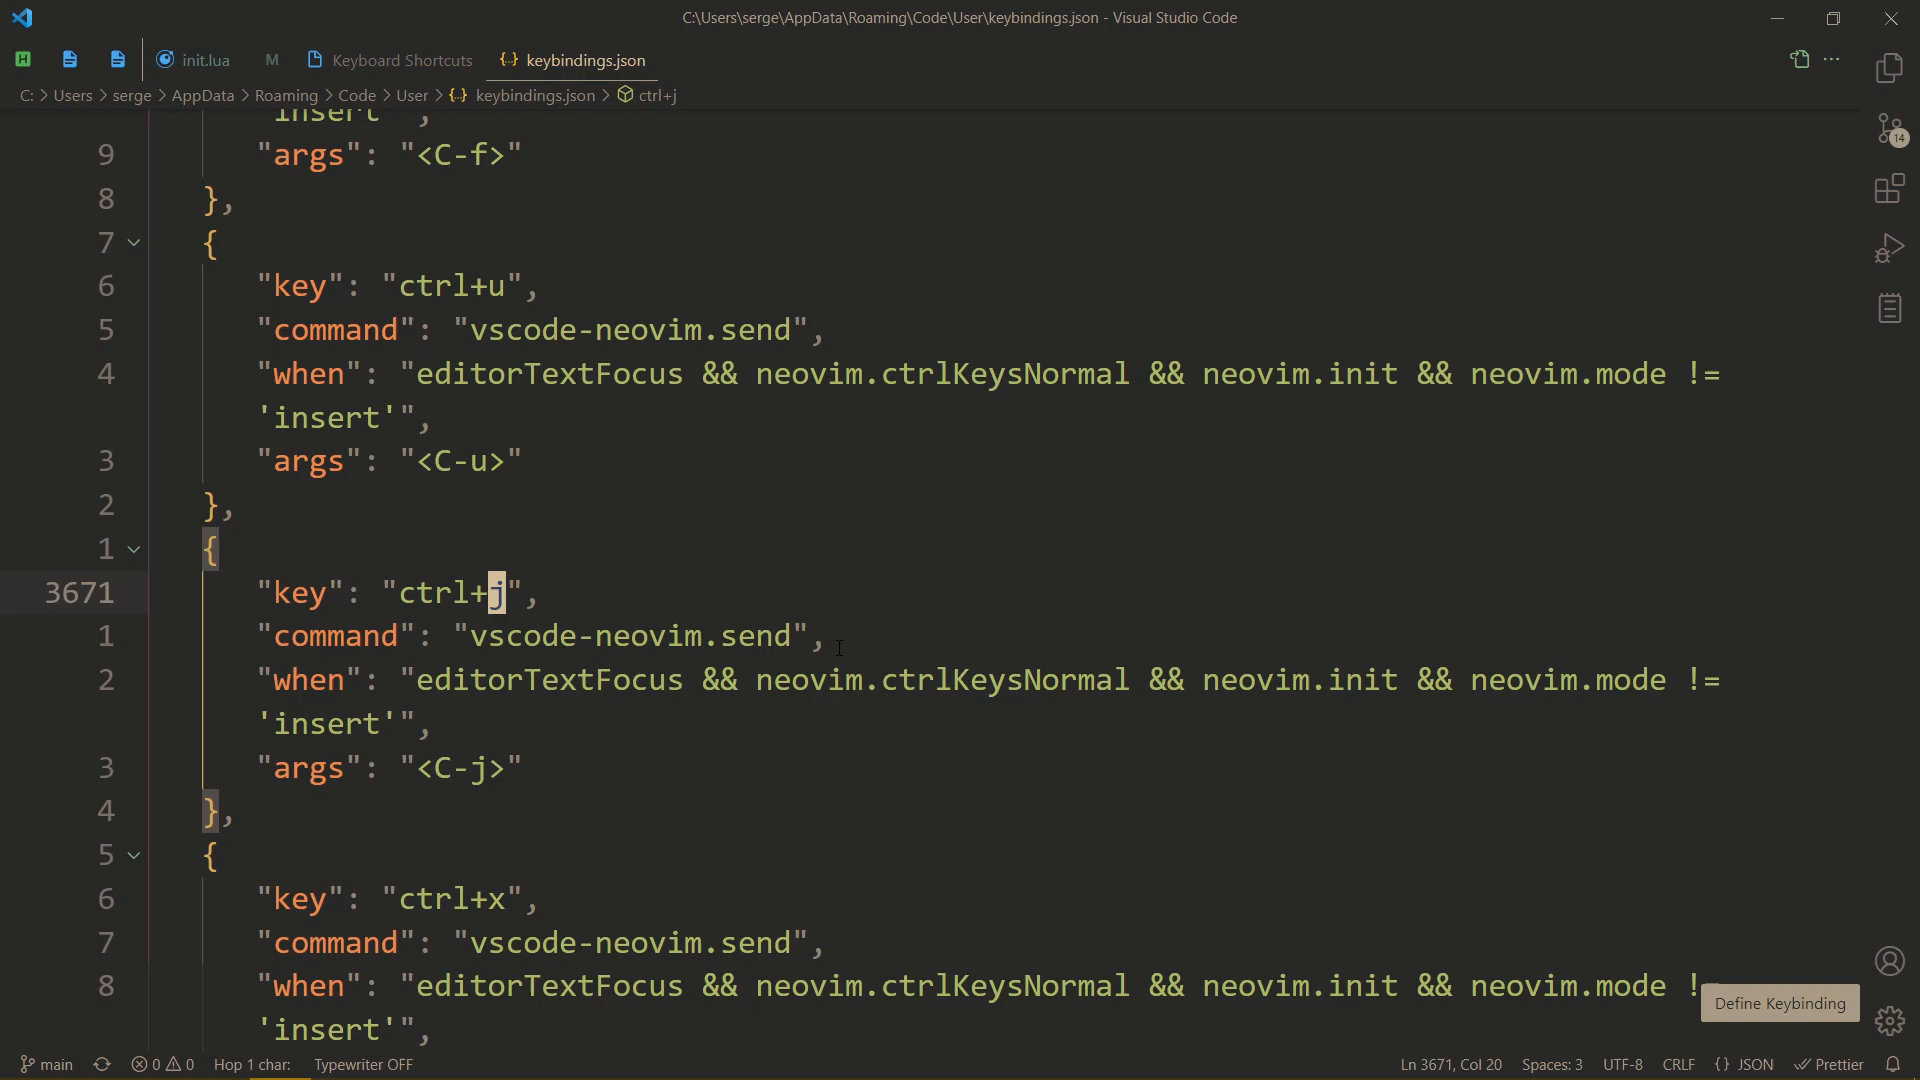 C:\Users\serge\AppData\Roaming\Code\User\keybindings.json - Visual Studio Code
H init.lua M Keyboard Shortcuts {··} keybindings.json ···
C: > Users > serge > AppData > Roaming > Code > User > {··} keybindings.json > ctrl+j
'insert'",
9 "args": "<C-f>"
8 },
7 {
6 "key": "ctrl+u",
5 "command": "vscode-neovim.send",
4 "when": "editorTextFocus && neovim.ctrlKeysNormal && neovim.init && neovim.mode !=
'insert'",
3 "args": "<C-u>"
2 },
1 {
3671 "key": "ctrl+j",
1 "command": "vscode-neovim.send",
2 "when": "editorTextFocus && neovim.ctrlKeysNormal && neovim.init && neovim.mode !=
'insert'",
3 "args": "<C-j>"
4 },
5 {
6 "key": "ctrl+x",
7 "command": "vscode-neovim.send",
8 "when": "editorTextFocus && neovim.ctrlKeysNormal && neovim.init && neovim.mode !=
'insert'",
14
Define Keybinding
main 0 0 Hop 1 char: Typewriter OFF Ln 3671, Col 20 Spaces: 3 UTF-8 CRLF { } JSON Prettier